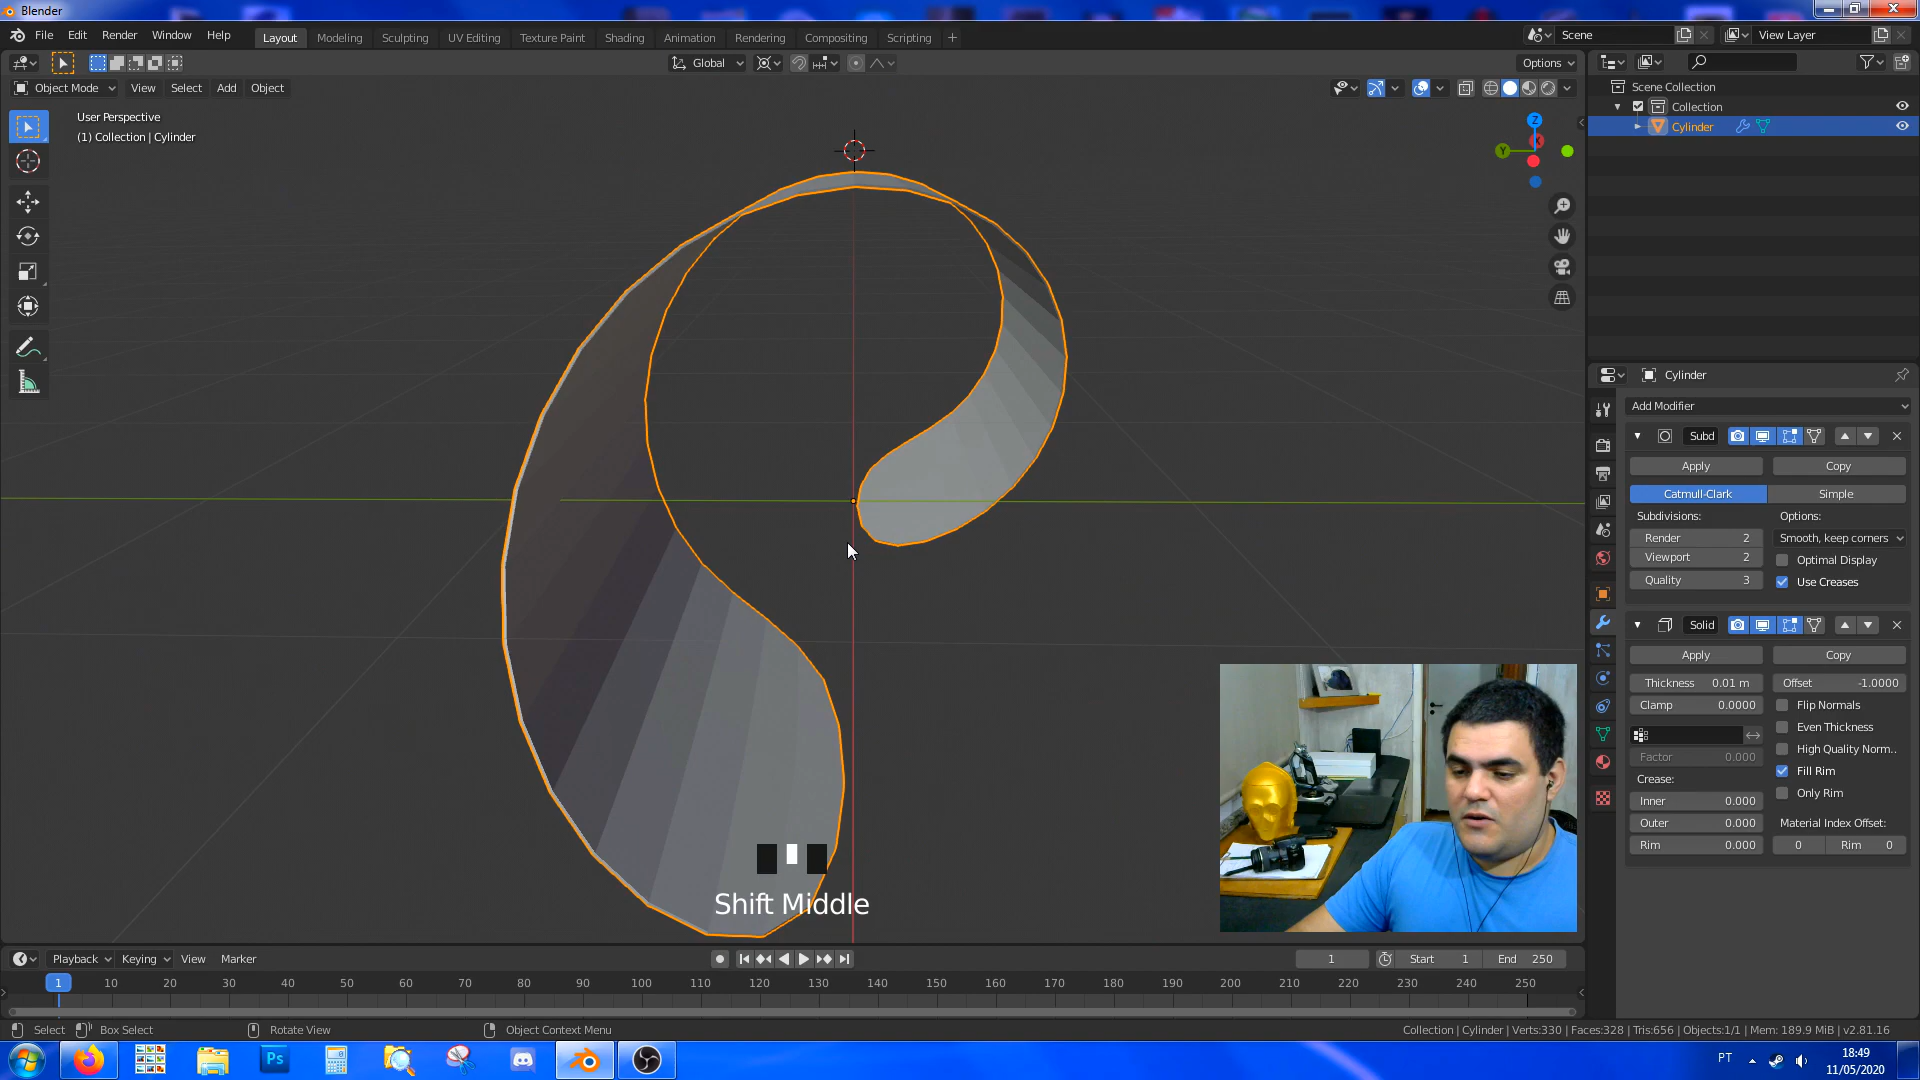 Blender
File Edit Render Window Help
Layout Modeling Sculpting UV Editing Texture Paint Shading Animation Rendering Compositing Scripting +
Scene
View Layer
Global
Options
Object Mode View Select Add Object
User Perspective
(1) Collection | Cylinder
Z
Y
X
Scene Collection
Collection
Cylinder
Cylinder
Add Modifier
Subd
Apply Copy
Catmull-Clark Simple
Subdivisions: Options:
Render 2 Smooth, keep corners
Viewport 2 Optimal Display
Quality 3 Use Creases
Solid
Apply Copy
Thickness 0.01 m Offset -1.0000
Clamp 0.0000 Flip Normals
Even Thickness
Factor 0.000 High Quality Norm..
Crease: Fill Rim
Inner 0.000 Only Rim
Outer 0.000 Material Index Offset:
Rim 0.000 0 Rim 0
Shift Middle
Playback Keying View Marker
1 Start 1 End 250
1 10 20 30 40 50 60 70 80 90 100 110 120 130 140 150 160 170 180 190 200 210 220 230 240 250
Select Box Select Rotate View Object Context Menu
Collection | Cylinder | Verts:330 | Faces:328 | Tris:656 | Objects:1/1 | Mem: 189.9 MiB | v2.81.16
Ps
PT
18:49
11/05/2020